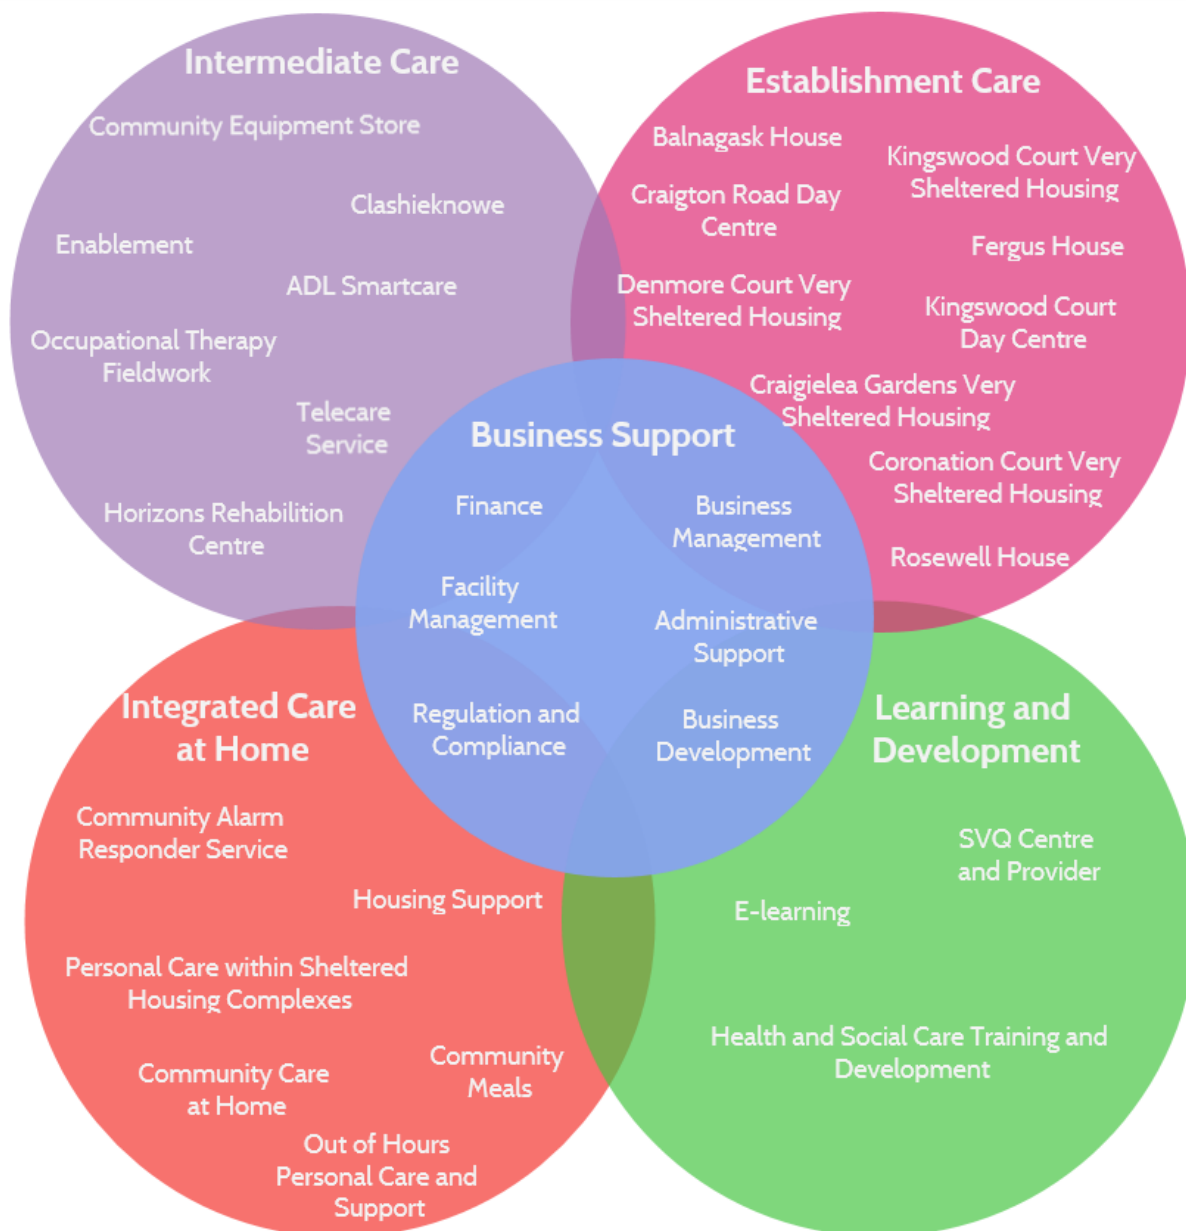 Intermediate Care
Community Equipment Store
Clashieknowe
Enablement
ADL Smartcare
Occupational Therapy
Fieldwork
Telecare
Service
Horizons Rehabilition
Centre
Establishment Care
Balnagask House
Kingswood Court Very
Sheltered Housing
Craigton Road Day
Centre
Fergus House
Denmore Court Very
Sheltered Housing
Kingswood Court
Day Centre
Craigielea Gardens Very
Sheltered Housing
Coronation Court Very
Sheltered Housing
Rosewell House
Business Support
Finance
Business
Management
Facility
Management
Administrative
Support
Regulation and
Compliance
Business
Development
Integrated Care
at Home
Community Alarm
Responder Service
Housing Support
Personal Care within Sheltered
Housing Complexes
Community
Meals
Community Care
at Home
Out of Hours
Personal Care and
Support
Learning and
Development
SVQ Centre
and Provider
E-learning
Health and Social Care Training and
Development